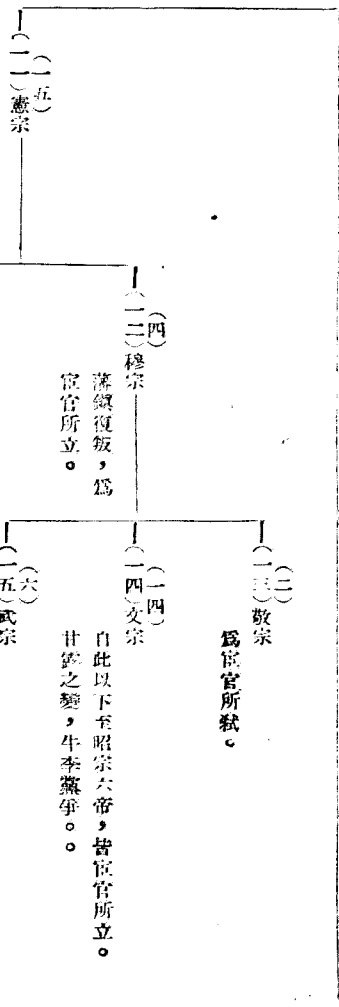 （二）
（一三）敬宗
爲宦官所弒。
（四）
（一二）穆宗
藩鎭復叛，爲
宦官所立。
（一四）
（一四）文宗
自此以下至昭宗六帝，皆宦官所立。
甘露之變，牛李黨爭。。
（一五）
（一一）憲宗
（六）
（一五）武宗